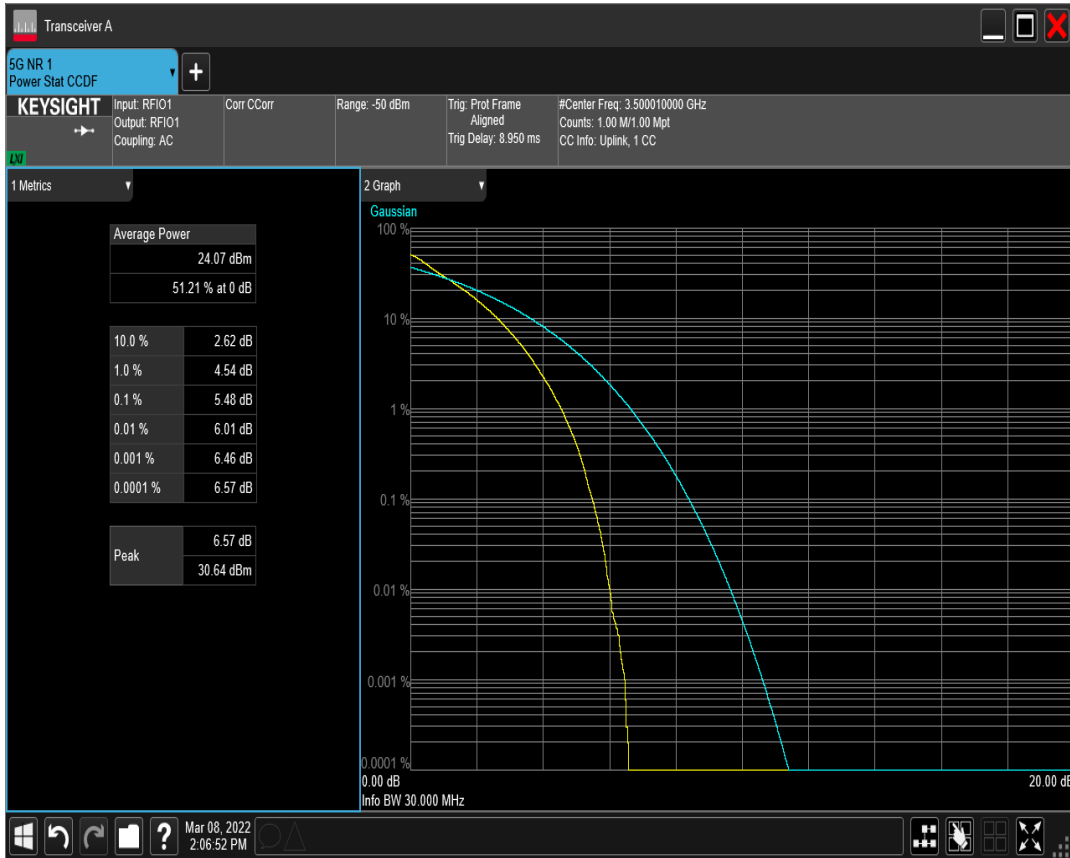 Transceiver A
5G NR 1
Power Stat CCDF
+
KEYSIGHT
LXI
Input: RFIO1
Output: RFIO1
Coupling: AC
Corr CCorr
Range: -50 dBm
Trig: Prot Frame
Aligned
Trig Delay: 8.950 ms
#Center Freq: 3.500010000 GHz
Counts: 1.00 M/1.00 Mpt
CC Info: Uplink, 1 CC
1 Metrics
Average Power
24.07 dBm
51.21 % at 0 dB
10.0 % 2.62 dB
1.0 % 4.54 dB
0.1 % 5.48 dB
0.01 % 6.01 dB
0.001 % 6.46 dB
0.0001 % 6.57 dB
Peak
6.57 dB
30.64 dBm
2 Graph
Gaussian
100 %
10 %
1 %
0.1 %
0.01 %
0.001 %
0.0001 %
0.00 dB 20.00 dB
Info BW 30.000 MHz
?
Mar 08, 2022
2:06:52 PM